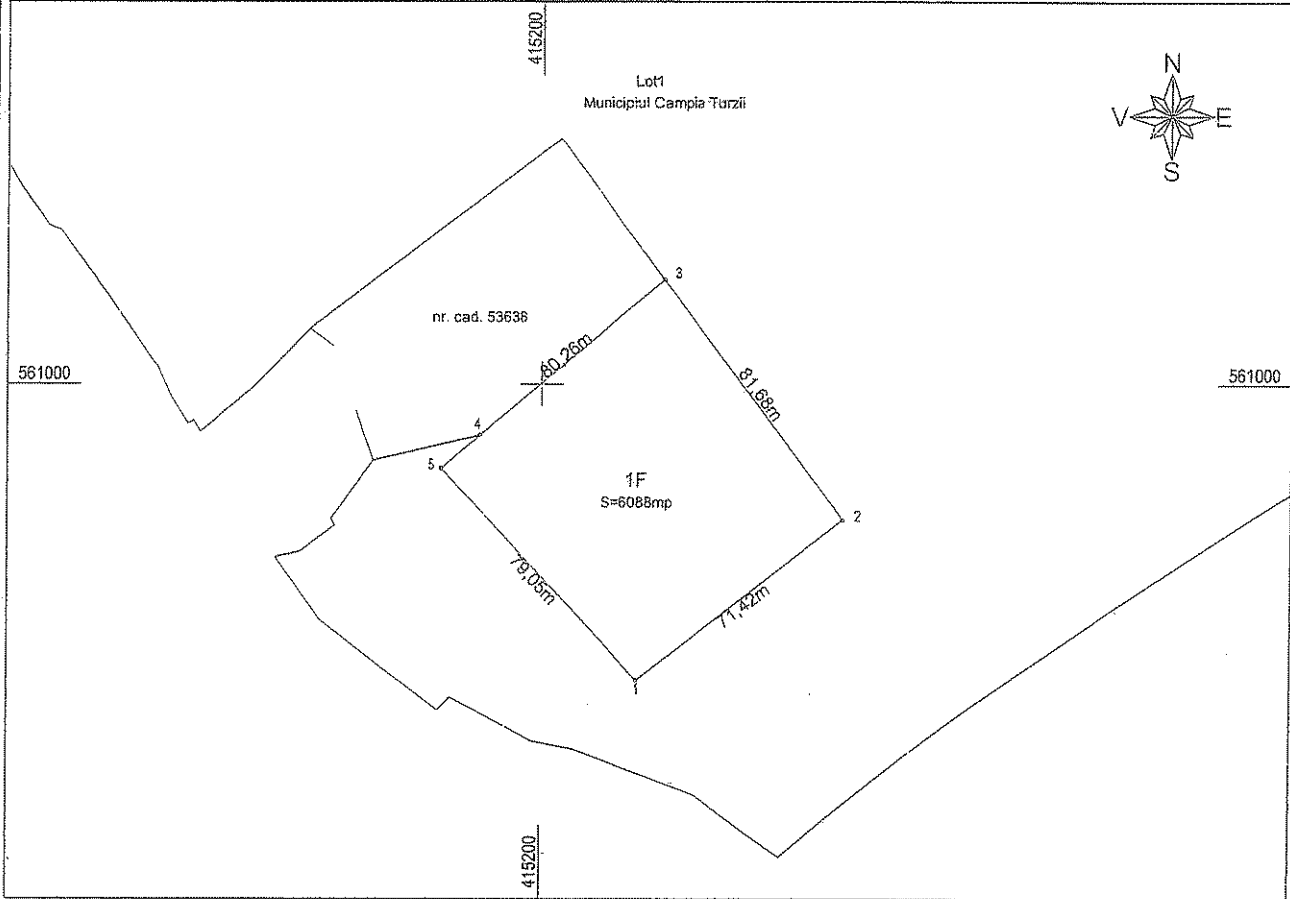 415200
Lot1
Municipiul Campia Turzii
N
V
E
S
3
nr. cad. 53638
80,26m
561000
561000
81,68m
4
5
1F
S=6088mp
2
79,05m
71,42m
1
415200